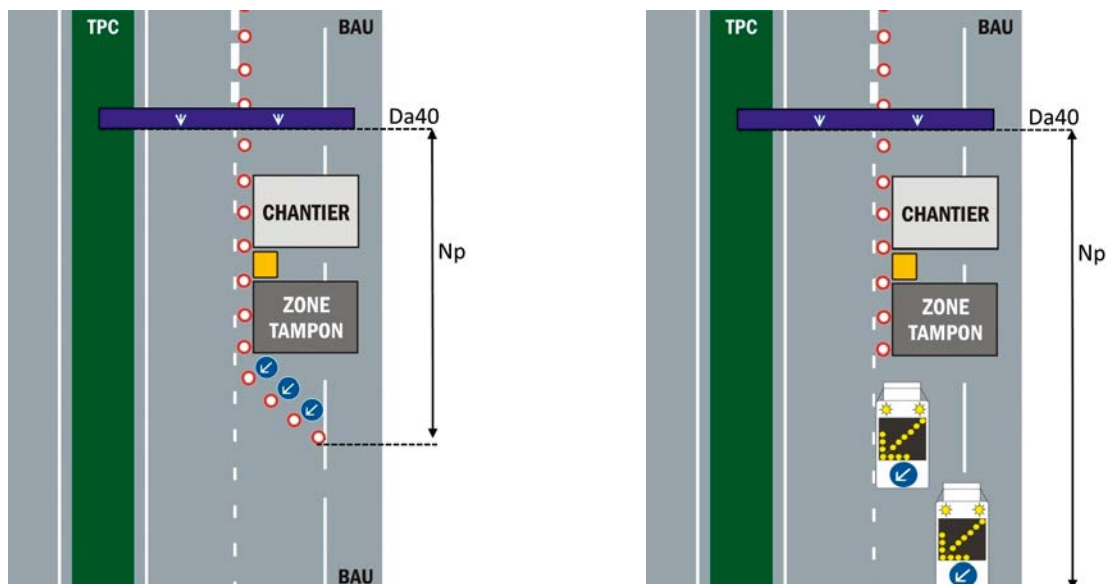 TPC
BAU
Da40
CHANTIER
Np
ZONE
TAMPON
BAU
TPC
BAU
Da40
CHANTIER
Np
ZONE
TAMPON